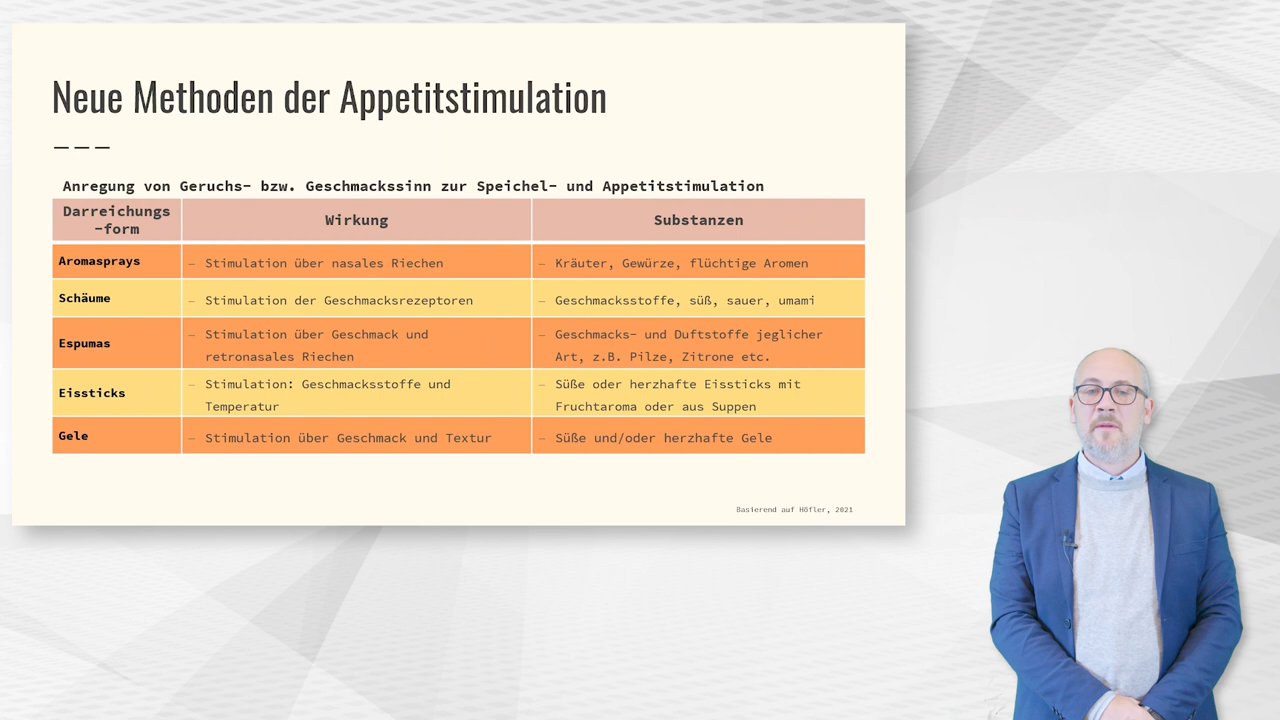 Neue Methoden der Appetitstimulation
Anregung von Geruchs- bzw. Geschmackssinn zur Speichel- und Appetitstimulation
Darreichungs
-form
Wirkung
Substanzen
Aromasprays
– Stimulation über nasales Riechen
– Kräuter, Gewürze, flüchtige Aromen
Schäume
– Stimulation der Geschmacksrezeptoren
– Geschmacksstoffe, süß, sauer, umami
Espumas
– Stimulation über Geschmack und
retronasales Riechen
– Geschmacks- und Duftstoffe jeglicher
Art, z.B. Pilze, Zitrone etc.
Eissticks
– Stimulation: Geschmacksstoffe und
Temperatur
– Süße oder herzhafte Eissticks mit
Fruchtaroma oder aus Suppen
Gele
– Stimulation über Geschmack und Textur
– Süße und/oder herzhafte Gele
Basierend auf Höfler, 2021